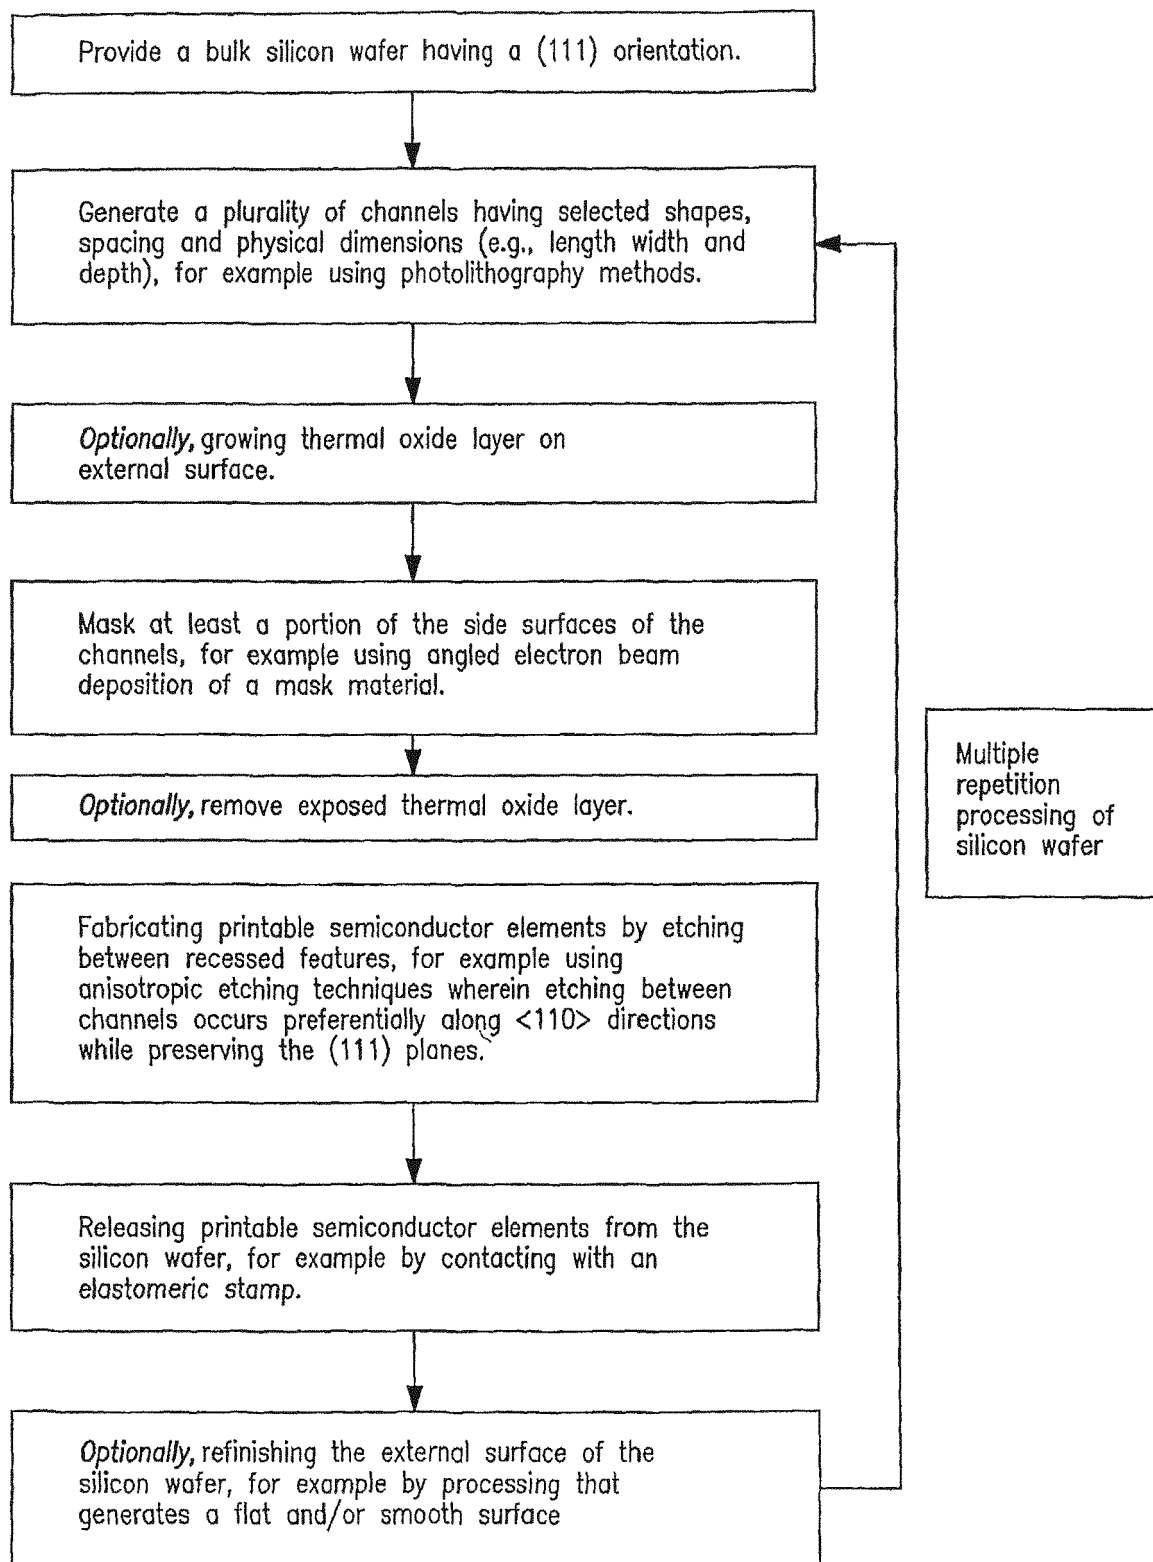 Provide a bulk silicon wafer having a (111) orientation.
Generate a plurality of channels having selected shapes,
spacing and physical dimensions (e.g., length width and
depth), for example using photolithography methods.
Optionally, growing thermal oxide layer on
external surface.
Mask at least a portion of the side surfaces of the
channels, for example using angled electron beam
deposition of a mask material.
Optionally, remove exposed thermal oxide layer.
Fabricating printable semiconductor elements by etching
between recessed features, for example using
anisotropic etching techniques wherein etching between
channels occurs preferentially along <110> directions
while preserving the (111) planes.
Releasing printable semiconductor elements from the
silicon wafer, for example by contacting with an
elastomeric stamp.
Optionally, refinishing the external surface of the
silicon wafer, for example by processing that
generates a flat and/or smooth surface
Multiple
repetition
processing of
silicon wafer